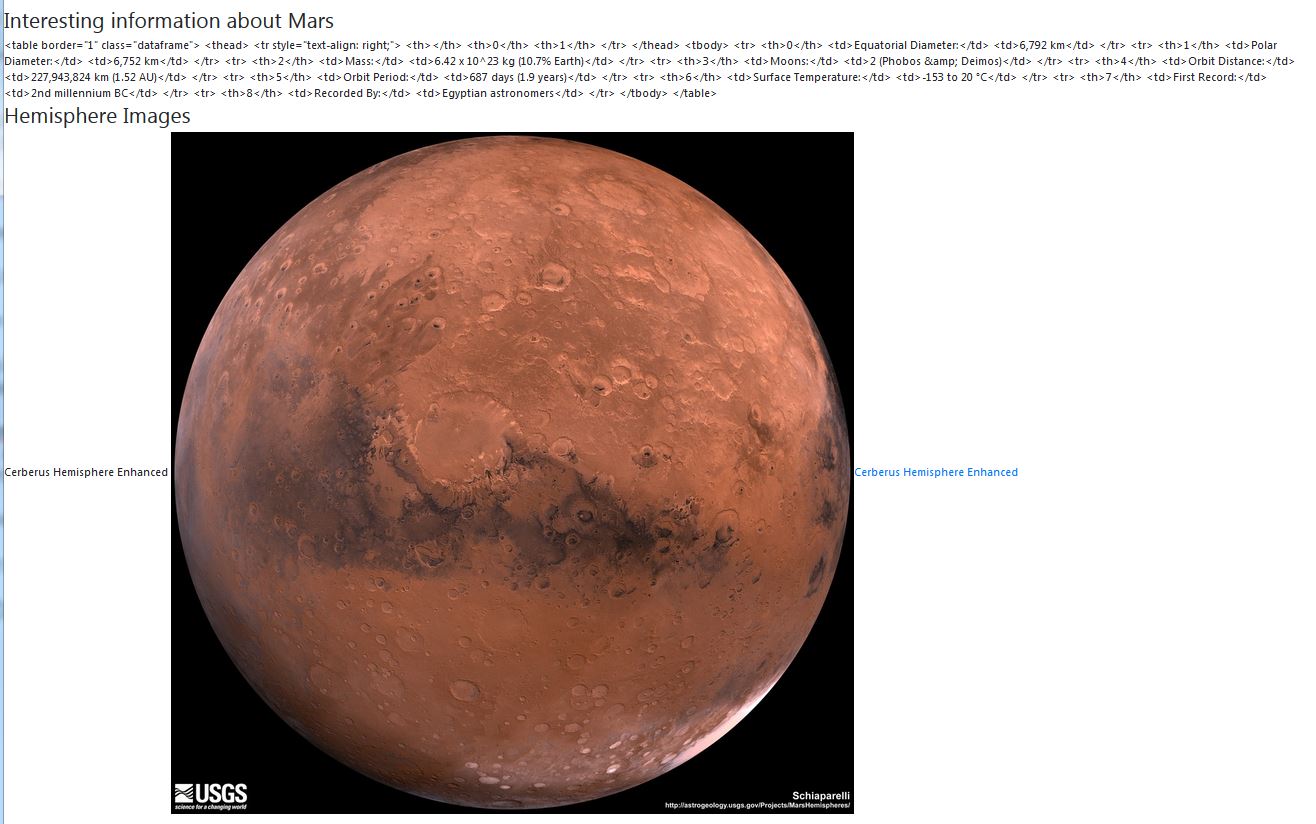 Interesting information about Mars
<table border="1" class="dataframe"> <thead> <tr style="text-align: right;"> <th></th> <th>0</th> <th>1</th> </tr> </thead> <tbody> <tr> <th>0</th> <td>Equatorial Diameter:</td> <td>6,792 km</td> </tr> <tr> <th>1</th> <td>Polar
Diameter:</td> <td>6,752 km</td> </tr> <tr> <th>2</th> <td>Mass:</td> <td>6.42 x 10^23 kg (10.7% Earth)</td> </tr> <tr> <th>3</th> <td>Moons:</td> <td>2 (Phobos &amp; Deimos)</td> </tr> <tr> <th>4</th> <td>Orbit Distance:</td>
<td>227,943,824 km (1.52 AU)</td> </tr> <tr> <th>5</th> <td>Orbit Period:</td> <td>687 days (1.9 years)</td> </tr> <tr> <th>6</th> <td>Surface Temperature:</td> <td>-153 to 20 °C</td> </tr> <tr> <th>7</th> <td>First Record:</td>
<td>2nd millennium BC</td> </tr> <tr> <th>8</th> <td>Recorded By:</td> <td>Egyptian astronomers</td> </tr> </tbody> </table>
Hemisphere Images
Cerberus Hemisphere Enhanced
Cerberus Hemisphere Enhanced
USGS
science for a changing world
Schiaparelli
http://astrogeology.usgs.gov/Projects/MarsHemispheres/